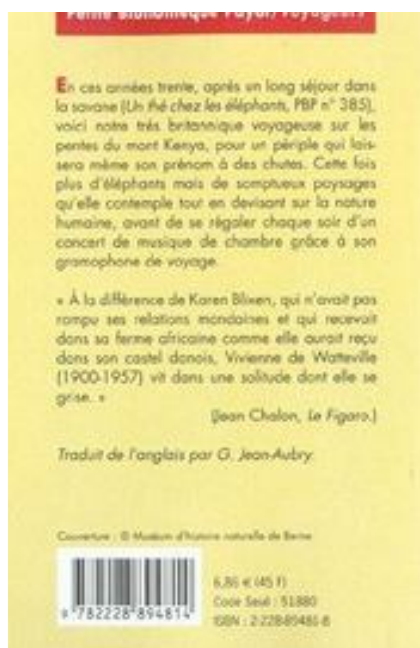 Petite Bibliothèque Payot/Voyageurs
En ces années trente, après un long séjour dans
la savane (Un thé chez les éléphants, PBP n° 385),
voici notre très britannique voyageuse sur les
pentes du mont Kenya, pour un périple qui lais-
sera même son prénom à des chutes. Cette fois
plus d'éléphants mais de somptueux paysages
qu'elle contemple tout en devisant sur la nature
humaine, avant de se régaler chaque soir d'un
concert de musique de chambre grâce à son
gramophone de voyage.
« À la différence de Karen Blixen, qui n'avait pas
rompu ses relations mondaines et qui recevait
dans sa ferme africaine comme elle aurait reçu
dans son castel danois, Vivienne de Watteville
(1900-1957) vit dans une solitude dont elle se
grise. »
(Jean Chalon, Le Figaro.)
Traduit de l'anglais par G. Jean-Aubry
Couverture : © Muséum d'histoire naturelle de Berne
6,86 € (45 F)
Code Seuil : 51880
ISBN : 2-228-89481-8
9 782228 894814